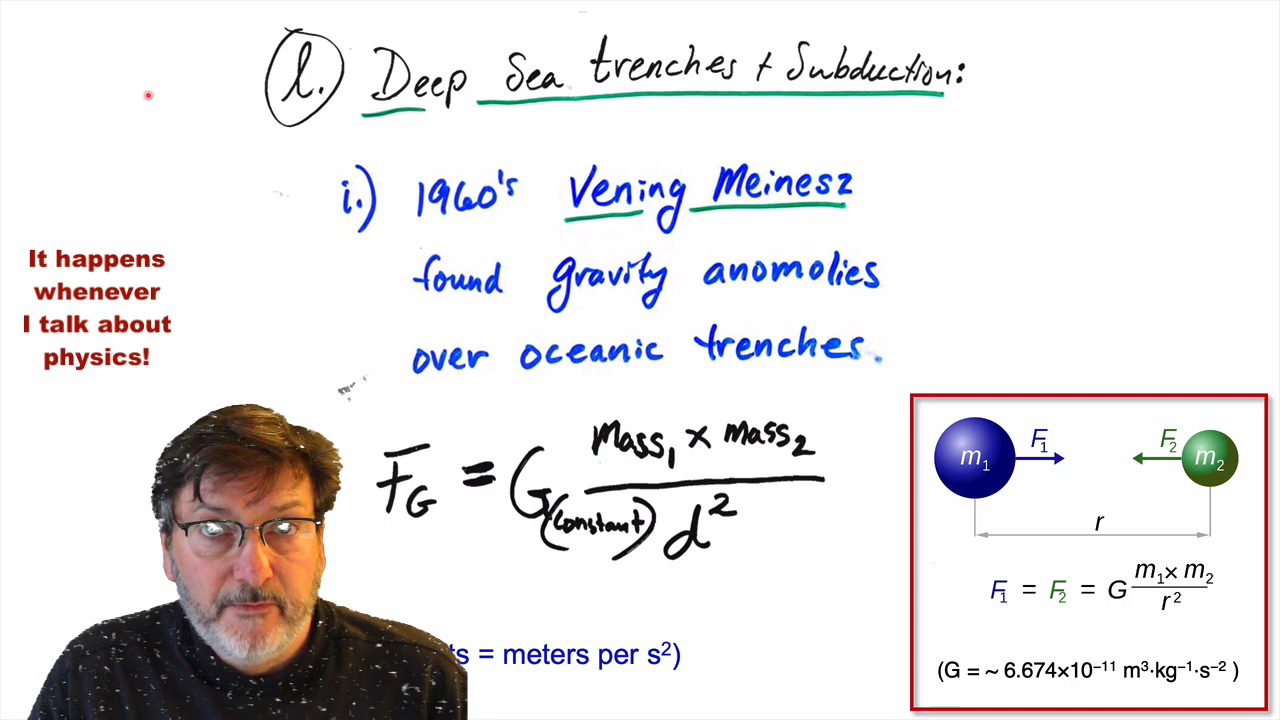 l. Deep Sea trenches + Subduction:
i.) 1960's Vening Meinesz
found gravity anomolies
over oceanic trenches.
It happens
whenever
I talk about
physics!
F_G = G (constant) Mass₁ x Mass₂ / d²
ts = meters per s²)
m₁ F₁ F₂ m₂
r
F₁ = F₂ = G m₁ x m₂ / r²
(G = ~ 6.674×10⁻¹¹ m³·kg⁻¹·s⁻² )